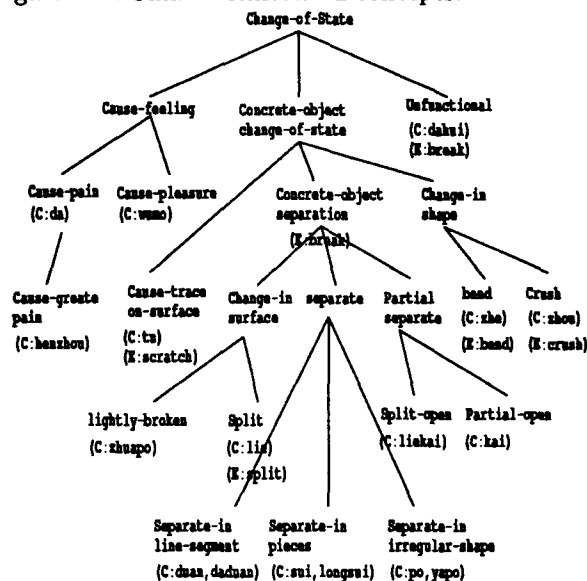 Change-of-State
Cause-feeling
Concrete-object
change-of-state
Unfunctional
(C:dahui)
(E:break)
Cause-pain
(C:da)
Cause-pleasure
Concrete-object
separation
(E:break)
Change-in
shape
Cause-greate
pain
(C:henzhou)
Cause-trace
on-surface
(C:tu)
(E:scratch)
Change-in
surface
separate
Partial
separate
bend
(C:zhe)
(E:bend)
Crush
(C:zhou)
(E:crush)
lightly-broken
(C:zhuapo)
Split
(C:lie)
(E:split)
Split-open
(C:liekai)
Partial-open
(C:kai)
Separate-in
line-segment
(C:duan,daduan)
Separate-in
pieces
(C:sui,longsui)
Separate-in
irregular-shape
(C:po,yapo)